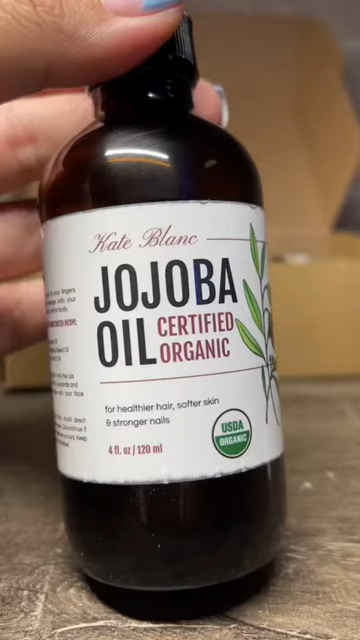 Kate Blanc
JOJOBA
OIL CERTIFIED
ORGANIC
for healthier hair, softer skin
& stronger nails
4 fl. oz / 120 ml
USDA
ORGANIC